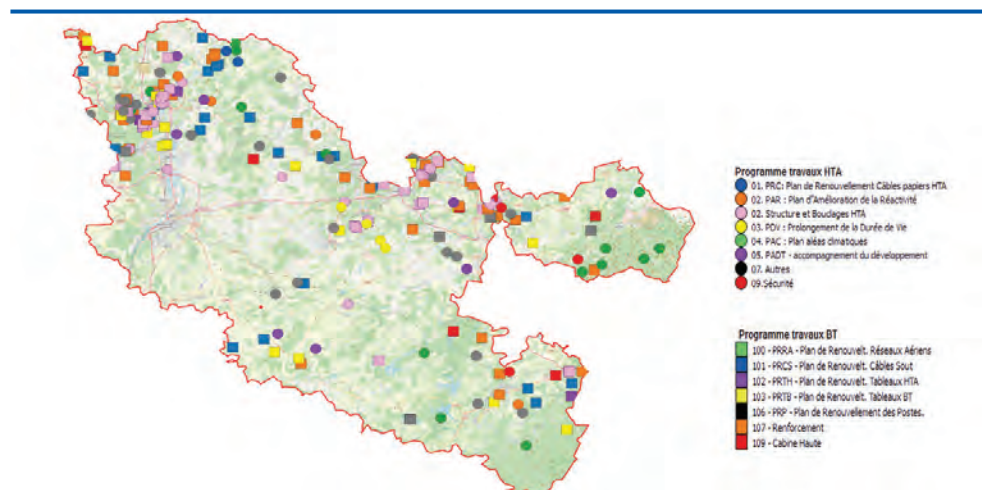 Programme travaux HTA
01. PRC: Plan de Renouvellement Câbles papiers HTA
02. PAR : Plan d'Amélioration de la Réactivité
02. Structure et Bouclages HTA
03. PDV : Prolongement de la Durée de Vie
04. PAC : Plan aléas climatiques
05. PADT - accompagnement du développement
07. Autres
09.Sécurité
Programme travaux BT
100 - PRRA - Plan de Renouvelt. Réseaux Aériens
101 - PRCS - Plan de Renouvelt. Câbles Sout
102 - PRTH - Plan de Renouvelt. Tableaux HTA
103 - PRTB - Plan de Renouvelt. Tableaux BT
106 - PRP - Plan de Renouvellement des Postes.
107 - Renforcement
109 - Cabine Haute